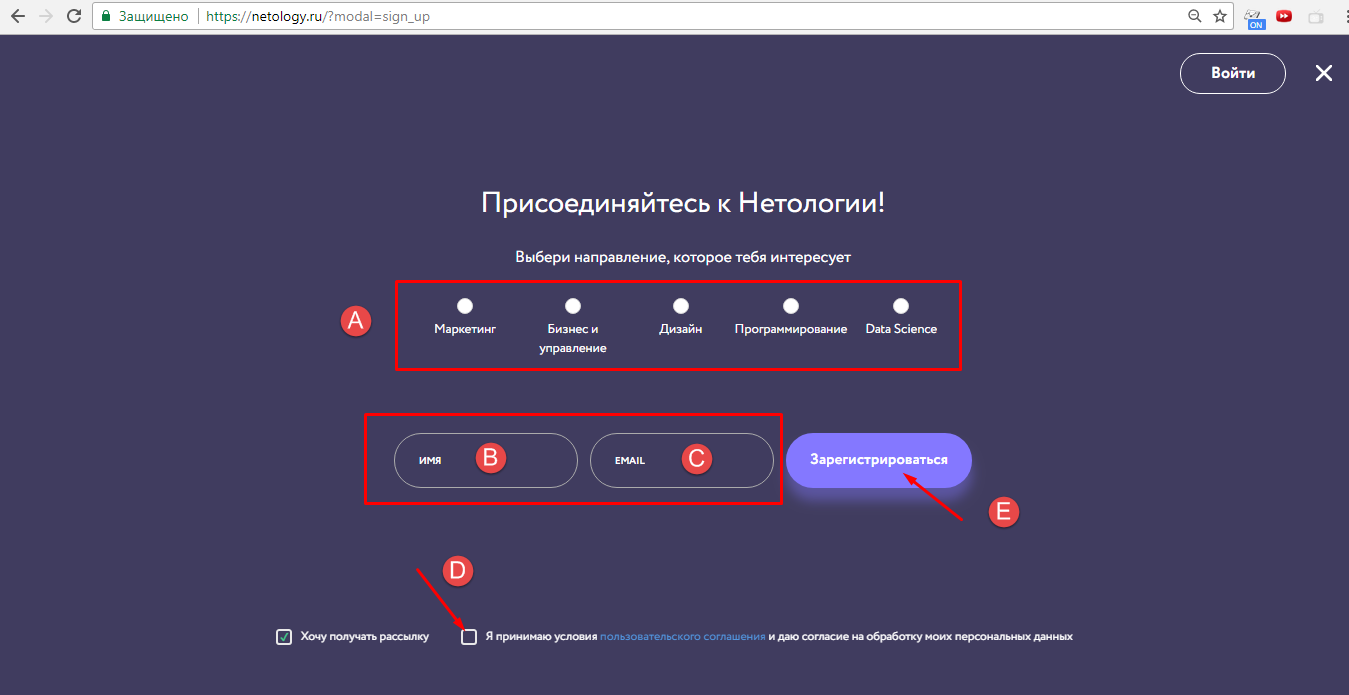 Защищено
https://netology.ru/?modal=sign_up
ON
Войти
Присоединяйтесь к Нетологии!
Выбери направление, которое тебя интересует
A
Маркетинг
Бизнес и
управление
Дизайн
Программирование
Data Science
ИМЯ
B
EMAIL
C
Зарегистрироваться
E
D
Хочу получать рассылку
Я принимаю условия пользовательского соглашения и даю согласие на обработку моих персональных данных